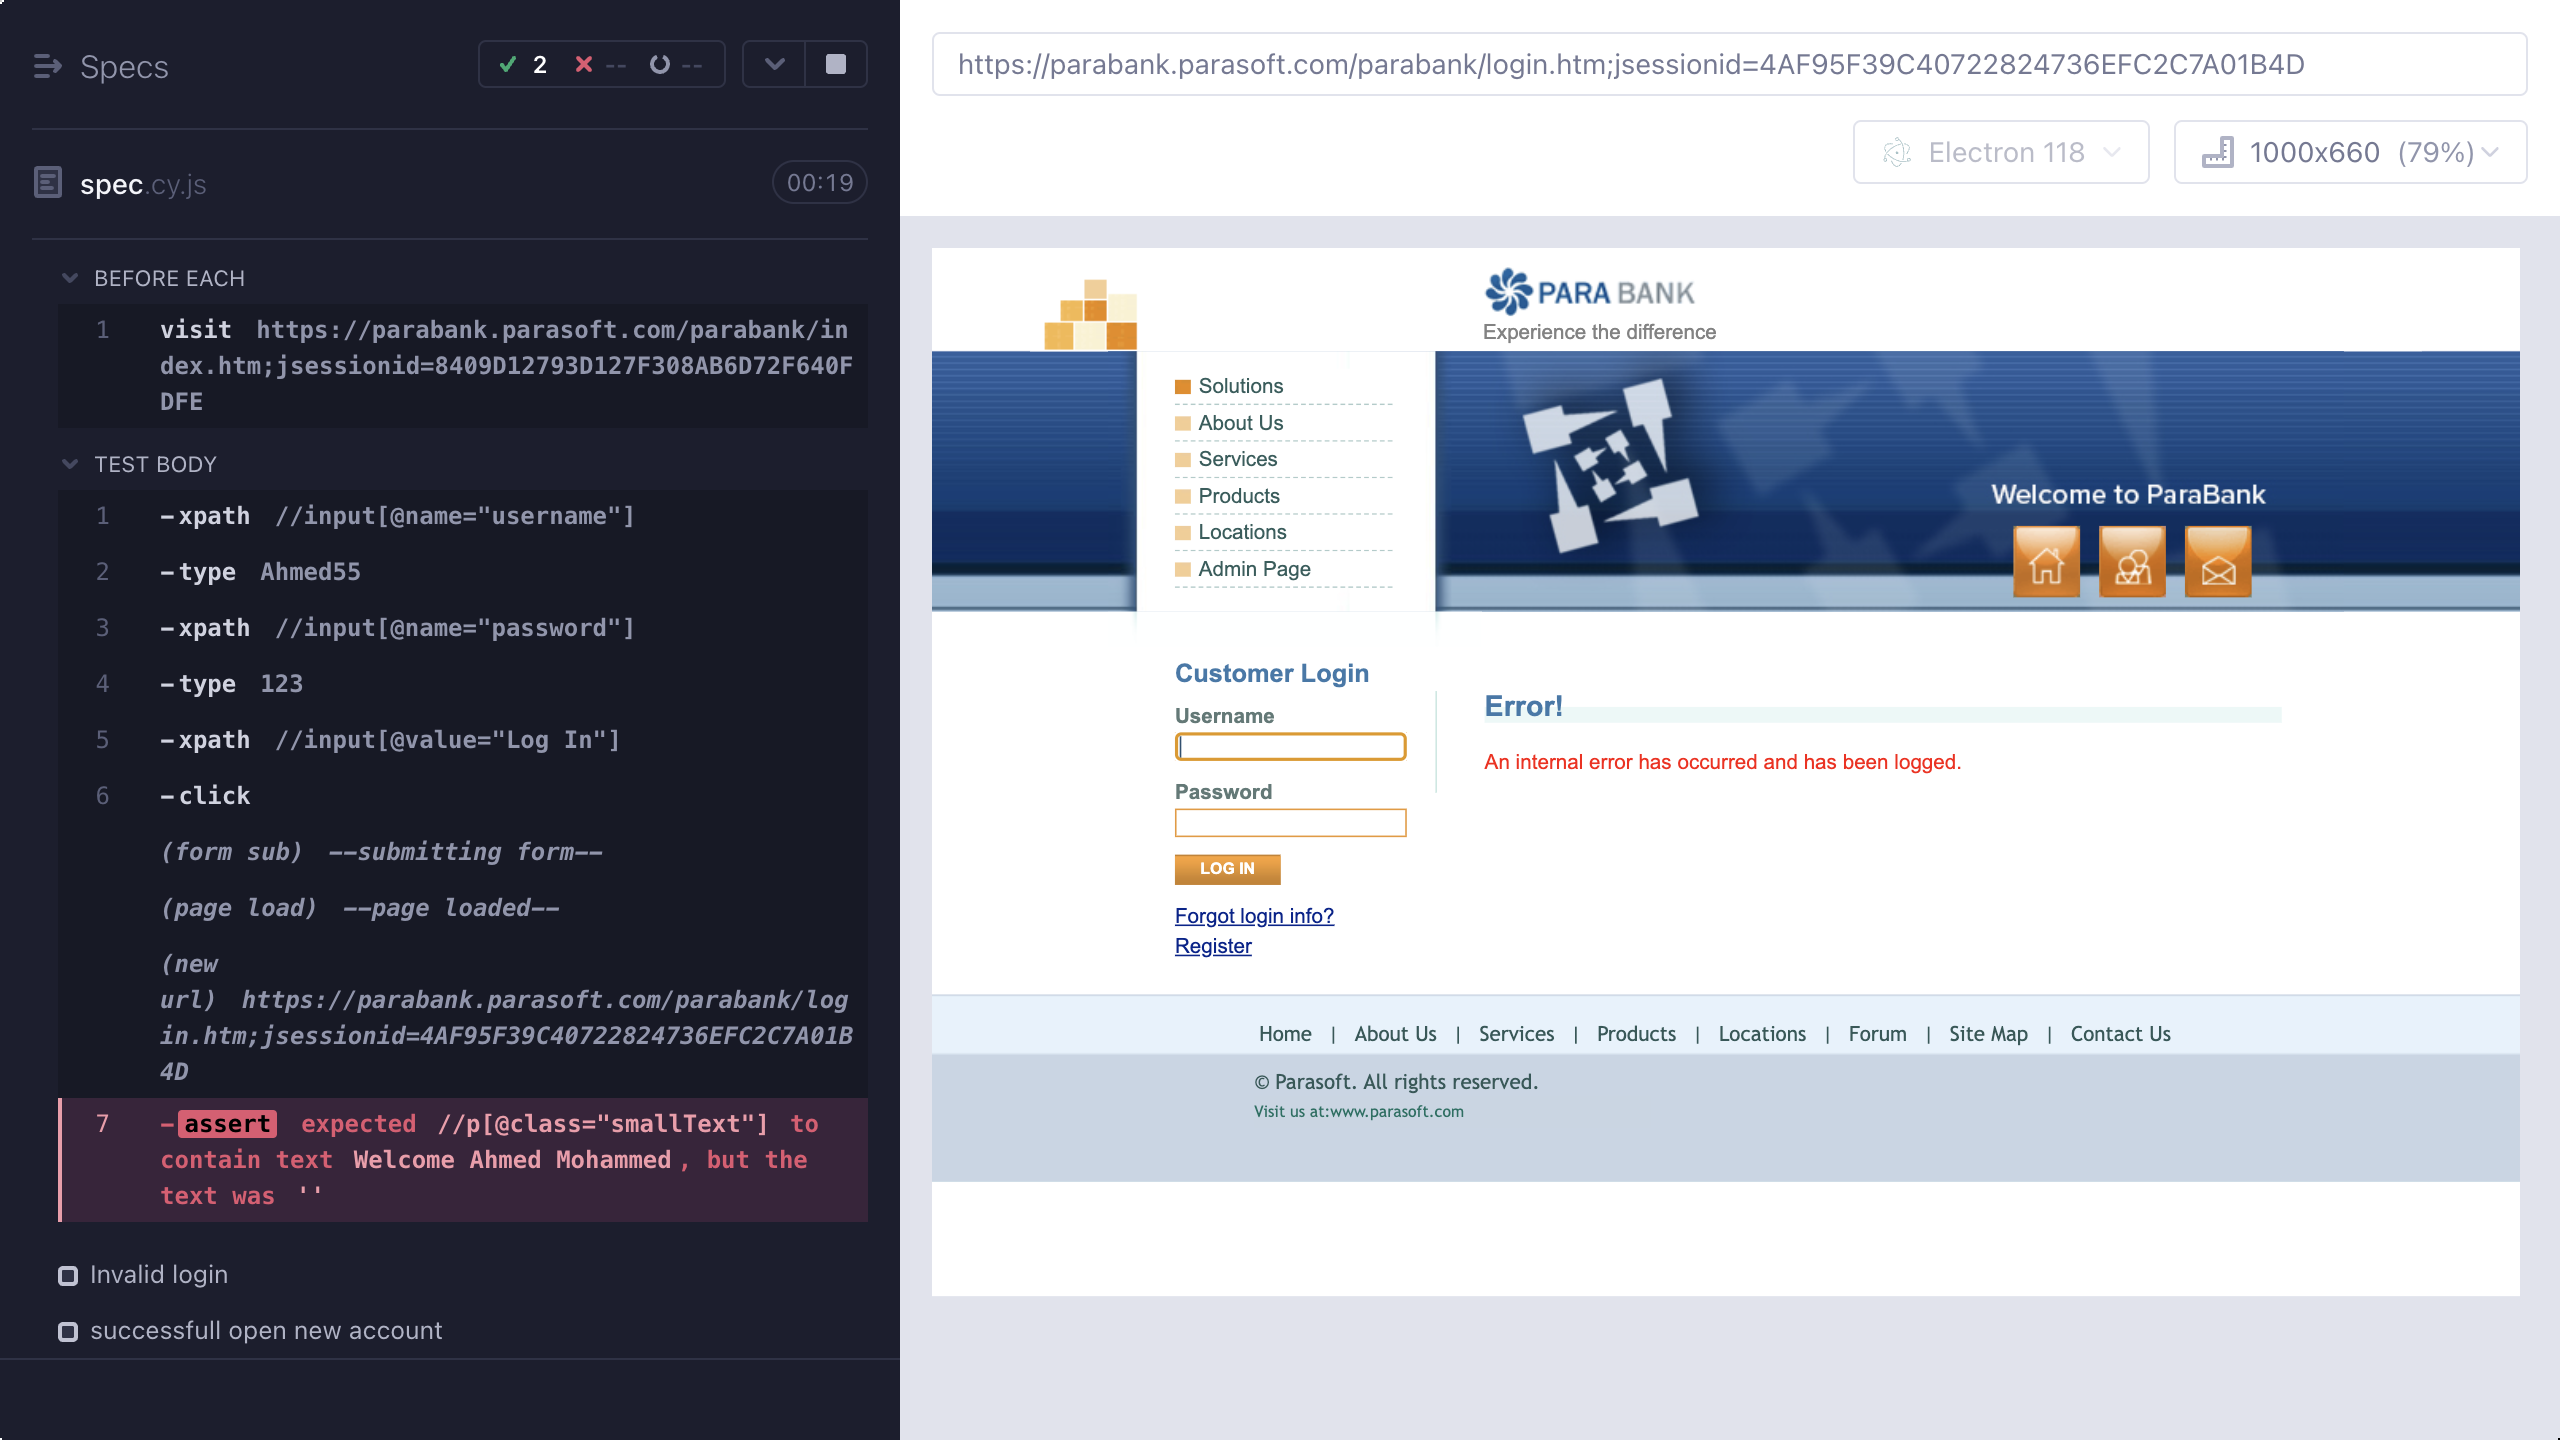 Specs
2 -- --
spec.cy.js
00:19
BEFORE EACH
1 visit https://parabank.parasoft.com/parabank/in
dex.htm;jsessionid=8409D12793D127F308AB6D72F640F
DFE
TEST BODY
1 -xpath //input[@name="username"]
2 -type Ahmed55
3 -xpath //input[@name="password"]
4 -type 123
5 -xpath //input[@value="Log In"]
6 -click
(form sub) --submitting form--
(page load) --page loaded--
(new
url) https://parabank.parasoft.com/parabank/log
in.htm;jsessionid=4AF95F39C40722824736EFC2C7A01B
4D
7 -assert expected //p[@class="smallText"] to
contain text Welcome Ahmed Mohammed, but the
text was ''
Invalid login
successfull open new account
https://parabank.parasoft.com/parabank/login.htm;jsessionid=4AF95F39C40722824736EFC2C7A01B4D
Electron 118
1000x660 (79%)
PARA BANK
Experience the difference
Solutions
About Us
Services
Products
Locations
Admin Page
Welcome to ParaBank
Customer Login
Username
Password
LOG IN
Forgot login info?
Register
Error!
An internal error has occurred and has been logged.
Home | About Us | Services | Products | Locations | Forum | Site Map | Contact Us
© Parasoft. All rights reserved.
Visit us at:www.parasoft.com